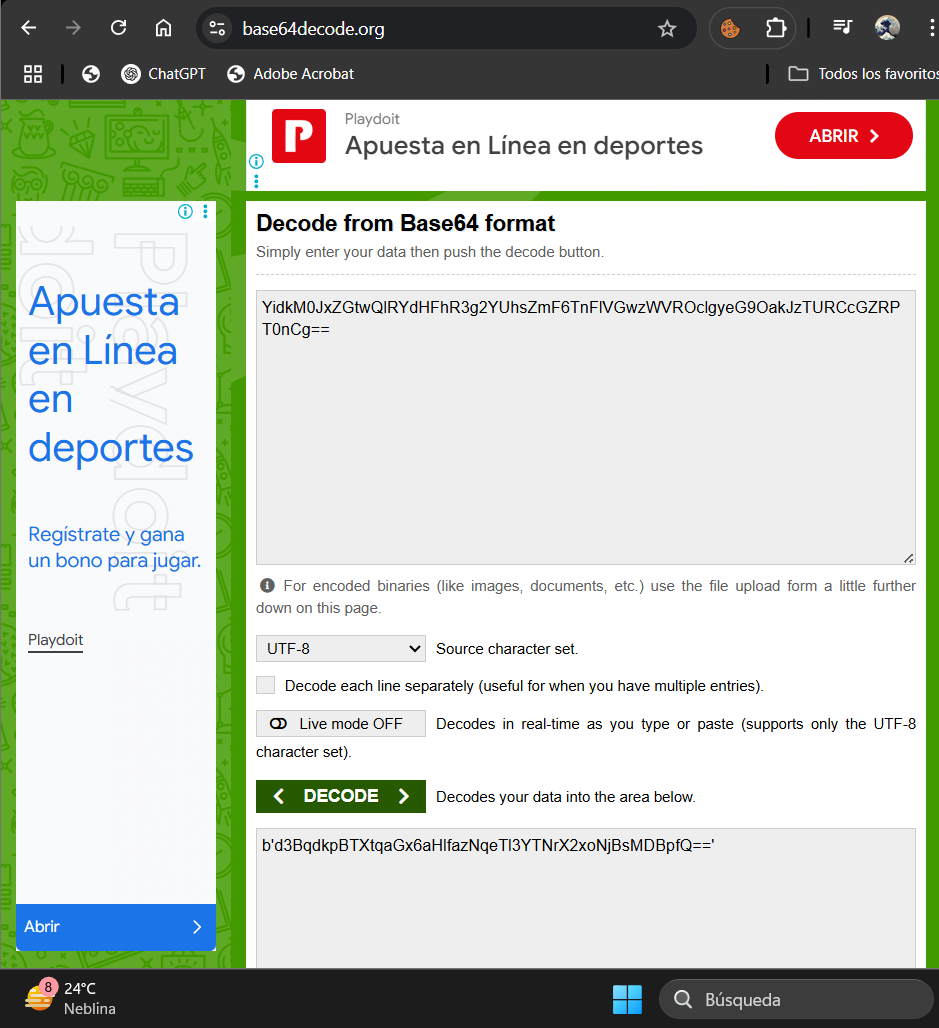 base64decode.org
ChatGPT
Adobe Acrobat
Todos los favoritos
Playdoit
Apuesta en Línea en deportes
ABRIR
Playdoit
Apuesta
en Línea
en
deportes
Regístrate y gana
un bono para jugar.
Playdoit
Abrir
Decode from Base64 format
Simply enter your data then push the decode button.
YidkM0JxZGtwQlRYdHFhR3g2YUhsZmF6TnFlVGwzWVROclgyeG9OakJzTURCcGZRP
T0nCg==
For encoded binaries (like images, documents, etc.) use the file upload form a little further
down on this page.
UTF-8 Source character set.
Decode each line separately (useful for when you have multiple entries).
Live mode OFF Decodes in real-time as you type or paste (supports only the UTF-8
character set).
DECODE Decodes your data into the area below.
b'd3BqdkpBTXtqaGx6aHlfazNqeTl3YTNrX2xoNjBsMDBpfQ=='
8
24°C
Neblina
Búsqueda